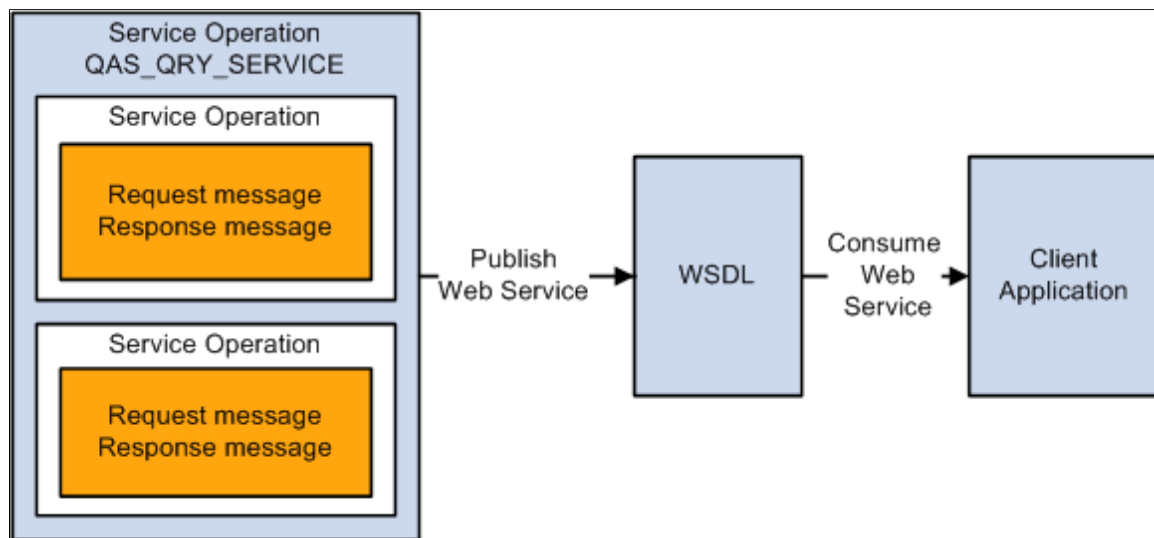 Service Operation
QAS_QRY_SERVICE
Service Operation
Request message
Response message
Service Operation
Request message
Response message
Publish
Web Service
WSDL
Consume
Web
Service
Client
Application